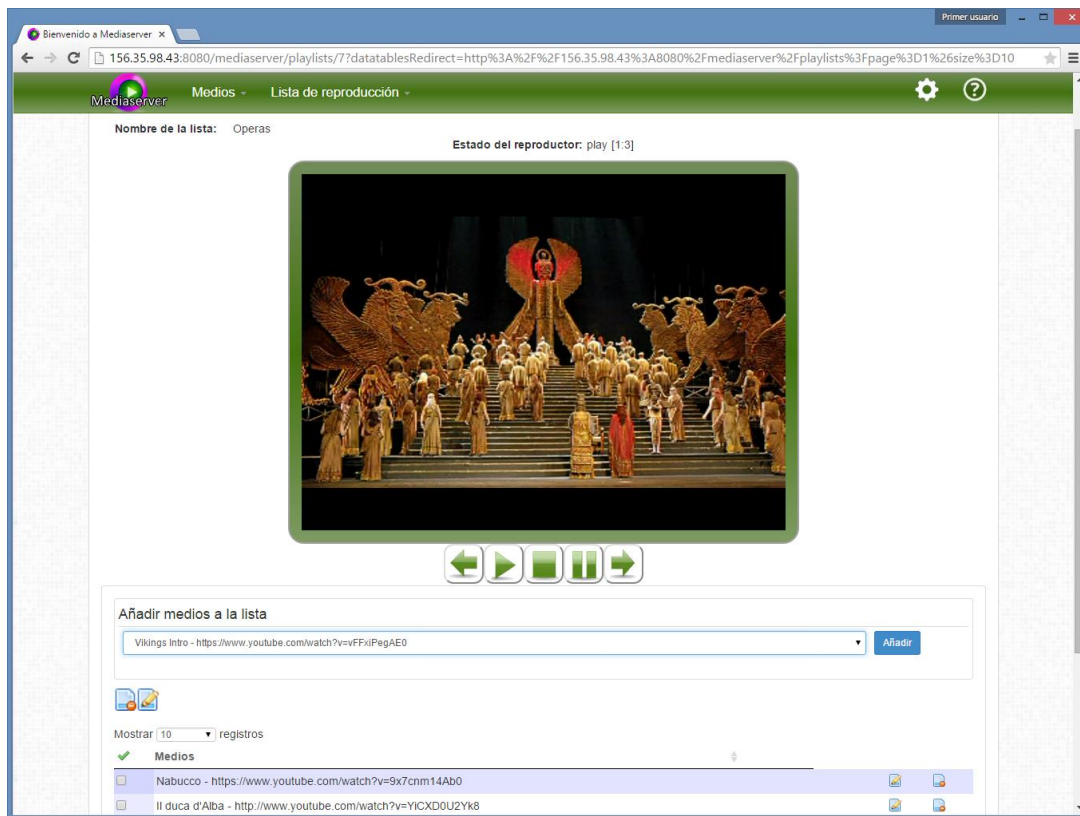 Primer usuario
Bienvenido a Mediaserver
156.35.98.43:8080/mediaserver/playlists/7?datatablesRedirect=http%3A%2F%2F156.35.98.43%3A8080%2Fmediaserver%2Fplaylists%3Fpage%3D1%26size%3D10
Mediaserver Medios Lista de reproducción
Nombre de la lista: Operas
Estado del reproductor: play [1:3]
Añadir medios a la lista
Vikings Intro - https://www.youtube.com/watch?v=vFFxiPegAE0 Añadir
Mostrar 10 registros
Medios
Nabucco - https://www.youtube.com/watch?v=9x7cnm14Ab0
Il duca d'Alba - http://www.youtube.com/watch?v=YiCXD0U2Yk8